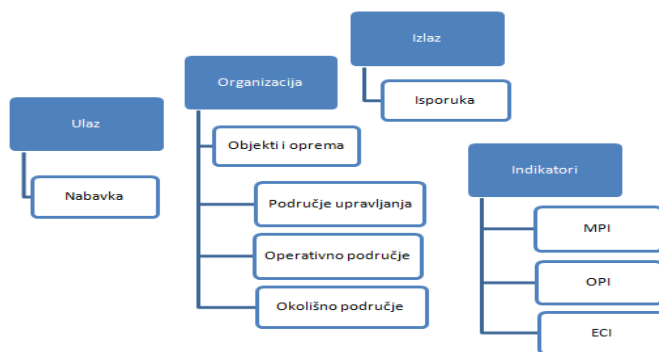 Ulaz
Nabavka
Organizacija
Objekti i oprema
Područje upravljanja
Operativno područje
Okolišno područje
Izlaz
Isporuka
Indikatori
MPI
OPI
ECI